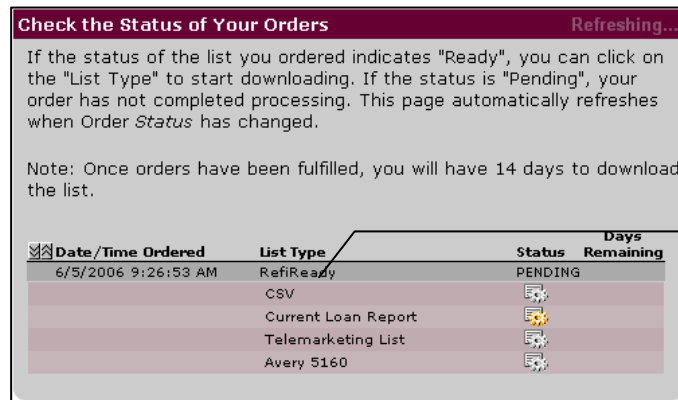 Check the Status of Your Orders Refreshing...
If the status of the list you ordered indicates "Ready", you can click on
the "List Type" to start downloading. If the status is "Pending", your
order has not completed processing. This page automatically refreshes
when Order Status has changed.
Note: Once orders have been fulfilled, you will have 14 days to download
the list.
Date/Time Ordered List Type Status Days Remaining
6/5/2006 9:26:53 AM RefiReady PENDING
CSV
Current Loan Report
Telemarketing List
Avery 5160